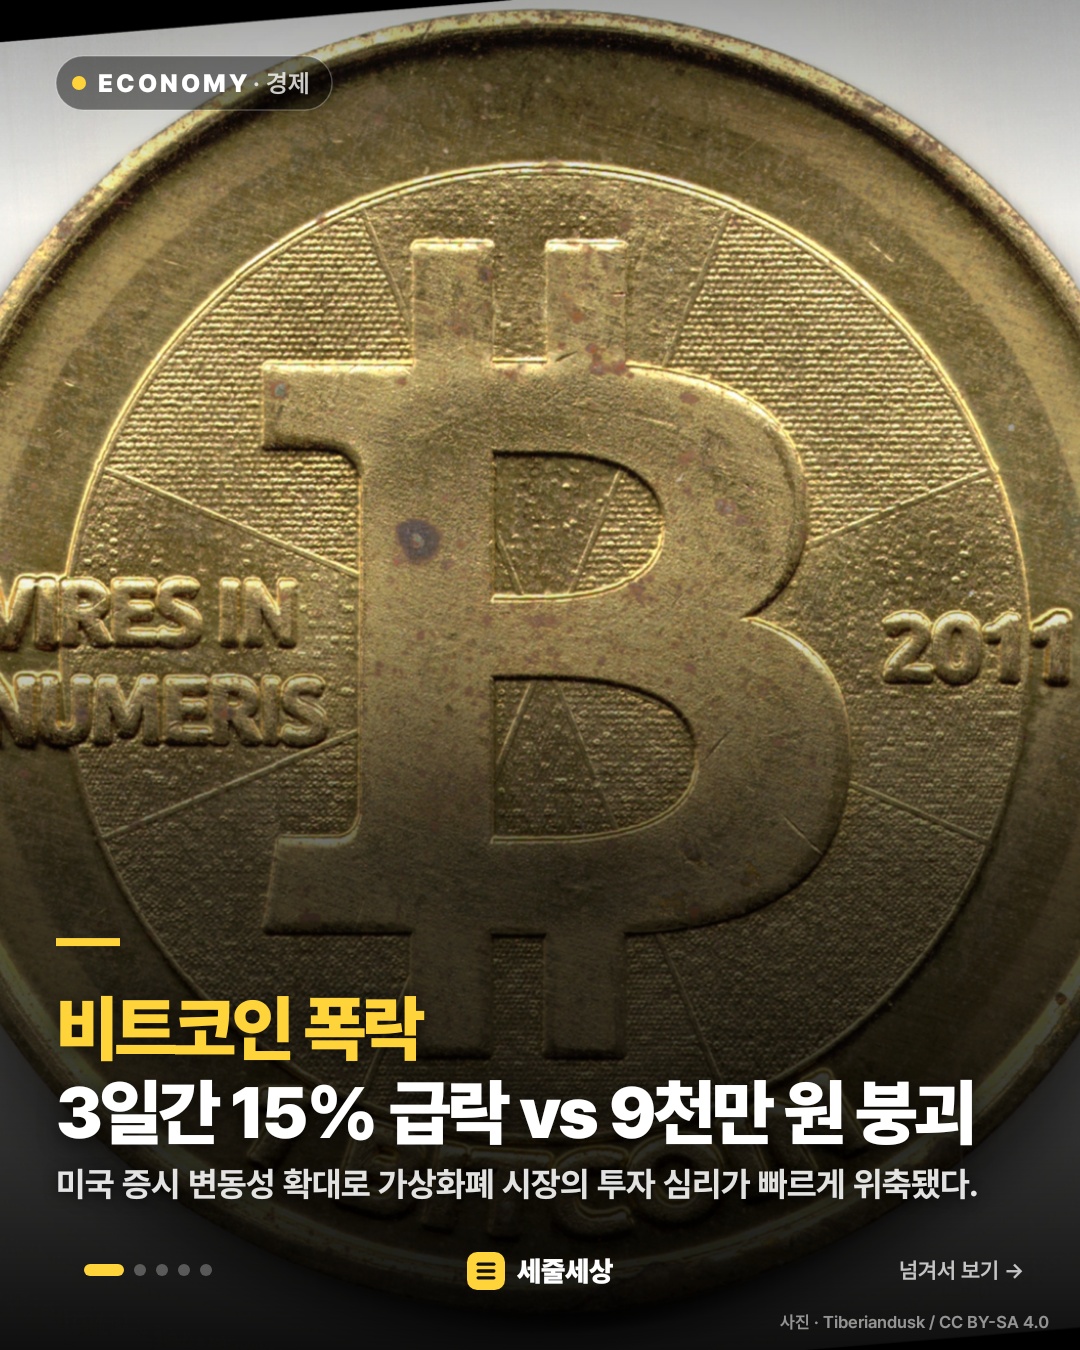 ECONOMY · 경제
VIRES IN
NUMERIS
2011
비트코인 폭락
3일간 15% 급락 vs 9천만 원 붕괴
미국 증시 변동성 확대로 가상화폐 시장의 투자 심리가 빠르게 위축됐다.
BITCOIN
세줄세상
넘겨서 보기 →
사진 · Tiberiandusk / CC BY-SA 4.0